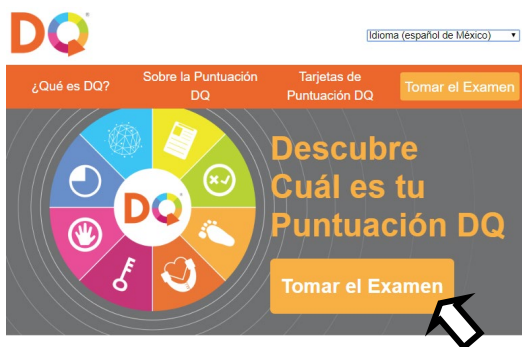 DQ
Idioma (español de México)
¿Qué es DQ?
Sobre la Puntuación
DQ
Tarjetas de
Puntuación DQ
Tomar el Examen
DQ
Descubre
Cuál es tu
Puntuación DQ
Tomar el Examen